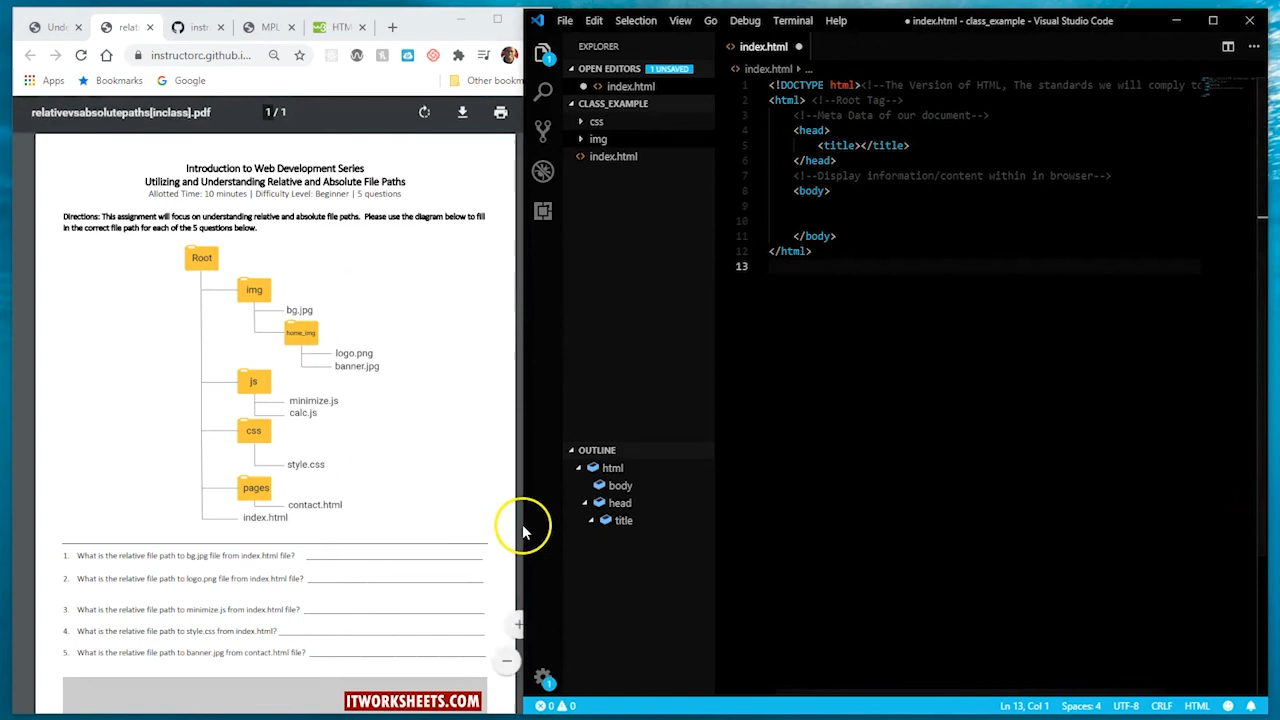 Unde
relat
instr
MPL
HTM
instructorc.github.i...
Apps
Bookmarks
Google
Other bookm
relativevsabsolutepaths[inclass].pdf
1 / 1
Introduction to Web Development Series
Utilizing and Understanding Relative and Absolute File Paths
Allotted Time: 10 minutes | Difficulty Level: Beginner | 5 questions
Directions: This assignment will focus on understanding relative and absolute file paths. Please use the diagram below to fill
in the correct file path for each of the 5 questions below.
Root
img
bg.jpg
home_img
logo.png
banner.jpg
js
minimize.js
calc.js
css
style.css
pages
contact.html
index.html
1. What is the relative file path to bg.jpg file from index.html file?
2. What is the relative file path to logo.png file from index.html file?
3. What is the relative file path to minimize.js from index.html file?
4. What is the relative file path to style.css from index.html?
5. What is the relative file path to banner.jpg from contact.html file?
ITWORKSHEETS.COM
File Edit Selection View Go Debug Terminal Help
● index.html - class_example - Visual Studio Code
EXPLORER
OPEN EDITORS 1 UNSAVED
index.html
CLASS_EXAMPLE
css
img
index.html
OUTLINE
html
body
head
title
1
1
index.html
index.html › ...
1 <!DOCTYPE html><!--The Version of HTML, The standards we will comply to
2 <html> <!--Root Tag-->
3 <!--Meta Data of our document-->
4 <head>
5 <title></title>
6 </head>
7 <!--Display information/content within in browser-->
8 <body>
9
10
11 </body>
12 </html>
13
0 0
Ln 13, Col 1 Spaces: 4 UTF-8 CRLF HTML